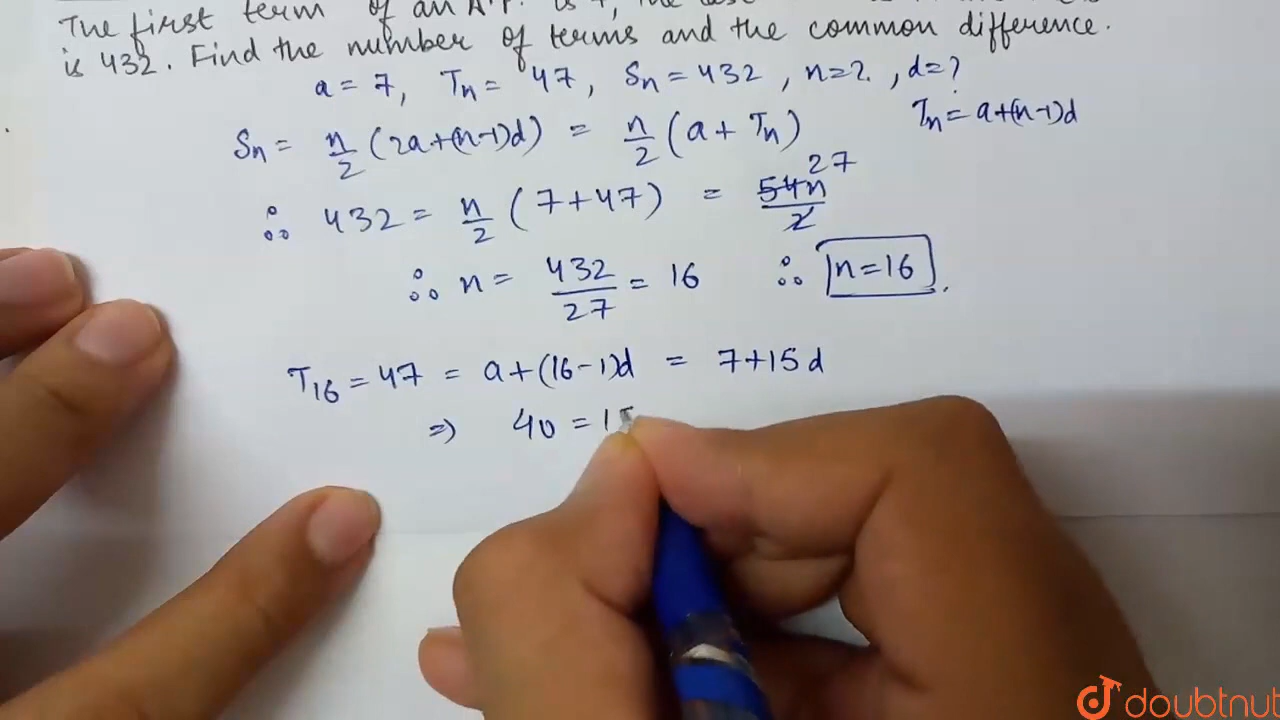 The first term of an A.P. is 7, the
is 432. Find the number of terms and the common difference.
a = 7, Tn = 47, Sn = 432, n=?, d=?
Sn = n/2 (2a+(n-1)d) = n/2 (a + Tn) Tn = a+(n-1)d
∴ 432 = n/2 (7+47) = 54n/2 27
∴ n = 432/27 = 16 ∴ n=16.
T16 = 47 = a+(16-1)d = 7+15d
⇒ 40 = 15
doubtnut